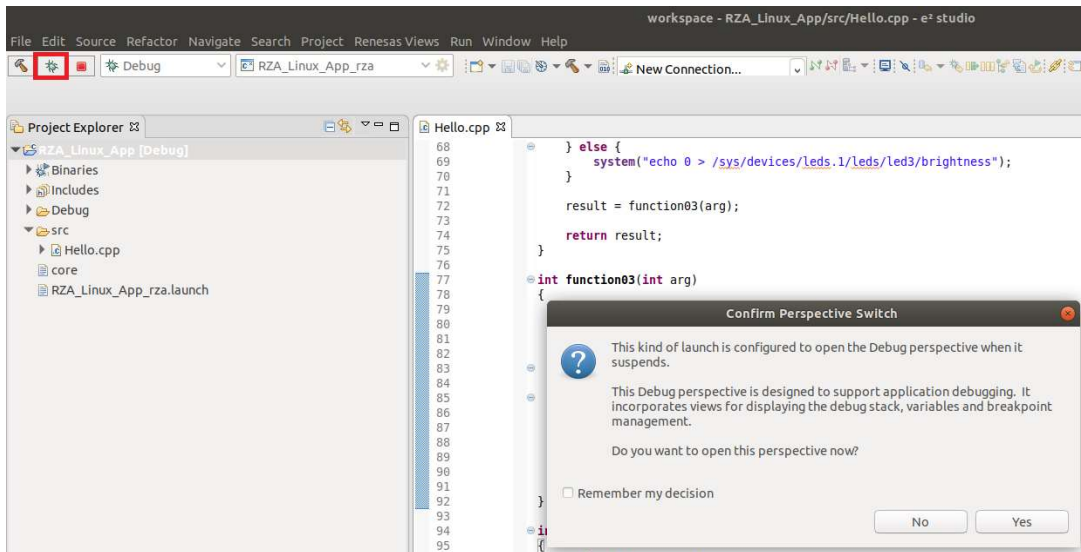 workspace - RZA_Linux_App/src/Hello.cpp - e² studio
File Edit Source Refactor Navigate Search Project Renesas Views Run Window Help
Debug RZA_Linux_App_rza New Connection...
Project Explorer
RZA_Linux_App [Debug]
Binaries
Includes
Debug
src
Hello.cpp
core
RZA_Linux_App_rza.launch
Hello.cpp
68 } else {
69 system("echo 0 > /sys/devices/leds.1/leds/led3/brightness");
70 }
71
72 result = function03(arg);
73
74 return result;
75 }
76
77 int function03(int arg)
78 {
79
80
81
82
83
84
85
86
87
88
89
90
91
92 }
93
94 in
95 {
Confirm Perspective Switch
This kind of launch is configured to open the Debug perspective when it
suspends.
This Debug perspective is designed to support application debugging. It
incorporates views for displaying the debug stack, variables and breakpoint
management.
Do you want to open this perspective now?
Remember my decision
No Yes